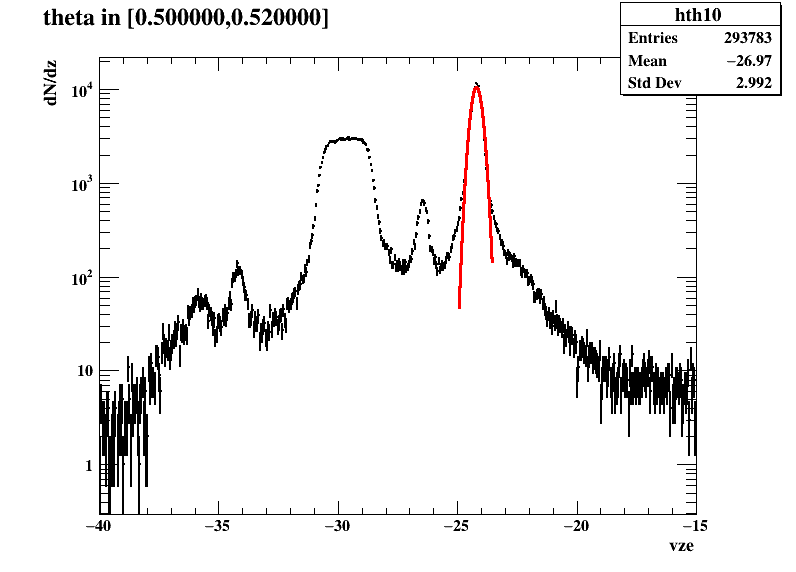 theta in [0.500000,0.520000]
hth10
Entries 293783
Mean −26.97
Std Dev 2.992
dN/dz
10⁴
10³
10²
10
1
−40 −35 −30 −25 −20 −15
vze